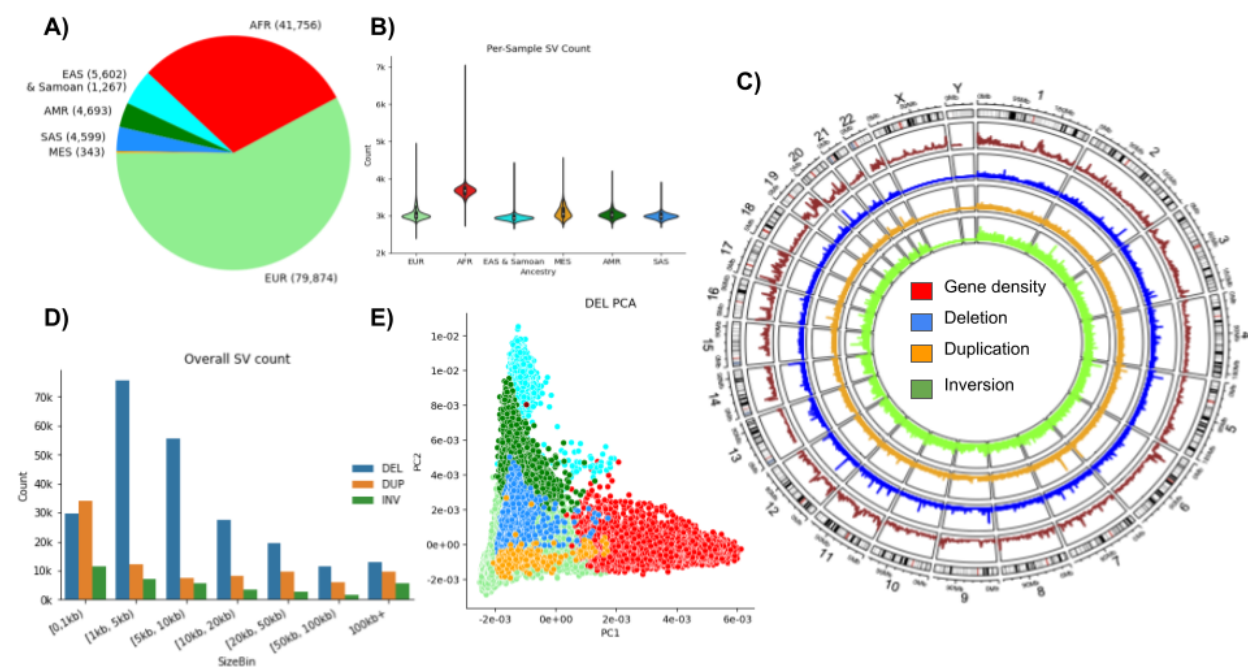 A)
AFR (41,756)
EAS (5,602)
& Samoan (1,267)
AMR (4,693)
SAS (4,599)
MES (343)
EUR (79,874)
B)
Per-Sample SV Count
7k
6k
5k
4k
3k
2k
Count
EUR
AFR
EAS & Samoan
MES
AMR
SAS
Ancestry
C)
1
2
3
4
5
6
7
8
9
10
11
12
13
14
15
16
17
18
19
20
21
22
X
Y
Gene density
Deletion
Duplication
Inversion
D)
Overall SV count
70k
60k
50k
40k
30k
20k
10k
0k
Count
DEL
DUP
INV
[0,1kb)
[1kb, 5kb)
[5kb, 10kb)
[10kb, 20kb)
[20kb, 50kb)
[50kb, 100kb)
100kb+
SizeBin
E)
DEL PCA
1e-02
1e-02
8e-03
6e-03
4e-03
2e-03
0e+00
-2e-03
PC2
-2e-03
0e+00
2e-03
4e-03
6e-03
PC1